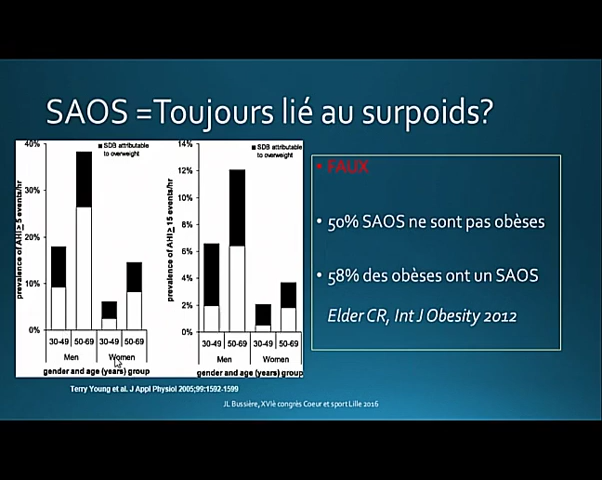 SAOS =Toujours lié au surpoids?
SDB attributable
to overweight
prevalence of AHI ≥ 5 events/hr
40%
30%
20%
10%
0%
30-49 50-69 30-49 50-69
Men Women
gender and age (years) group
SDB attributable
to overweight
prevalence of AHI ≥ 15 events/hr
14%
12%
10%
8%
6%
4%
2%
0%
30-49 50-69 30-49 50-69
Men Women
gender and age (years) group
Terry Young et al. J Appl Physiol 2005;99:1592-1599
• FAUX
• 50% SAOS ne sont pas obèses
• 58% des obèses ont un SAOS
Elder CR, Int J Obesity 2012
JL Bussière, XVIè congrès Coeur et sport Lille 2016